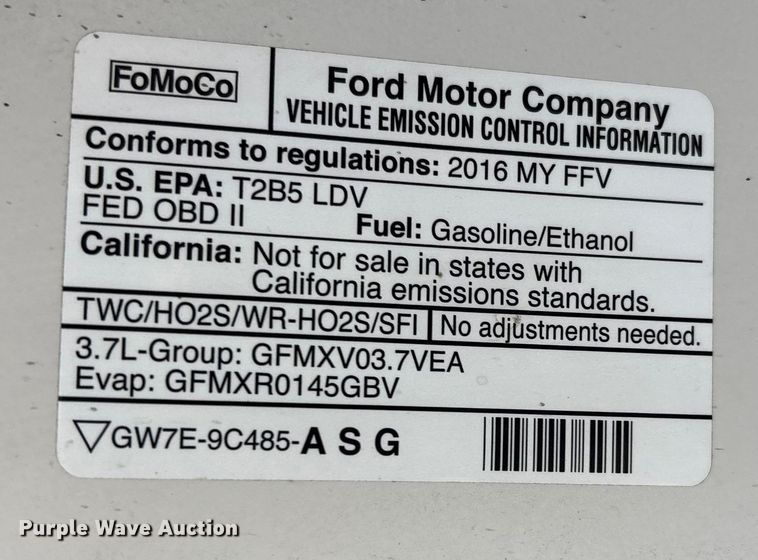 FoMoCo
Ford Motor Company
VEHICLE EMISSION CONTROL INFORMATION
Conforms to regulations: 2016 MY FFV
U.S. EPA: T2B5 LDV
FED OBD II Fuel: Gasoline/Ethanol
California: Not for sale in states with
California emissions standards.
TWC/HO2S/WR-HO2S/SFI No adjustments needed.
3.7L-Group: GFMXV03.7VEA
Evap: GFMXR0145GBV
GW7E-9C485-A S G
Purple Wave Auction